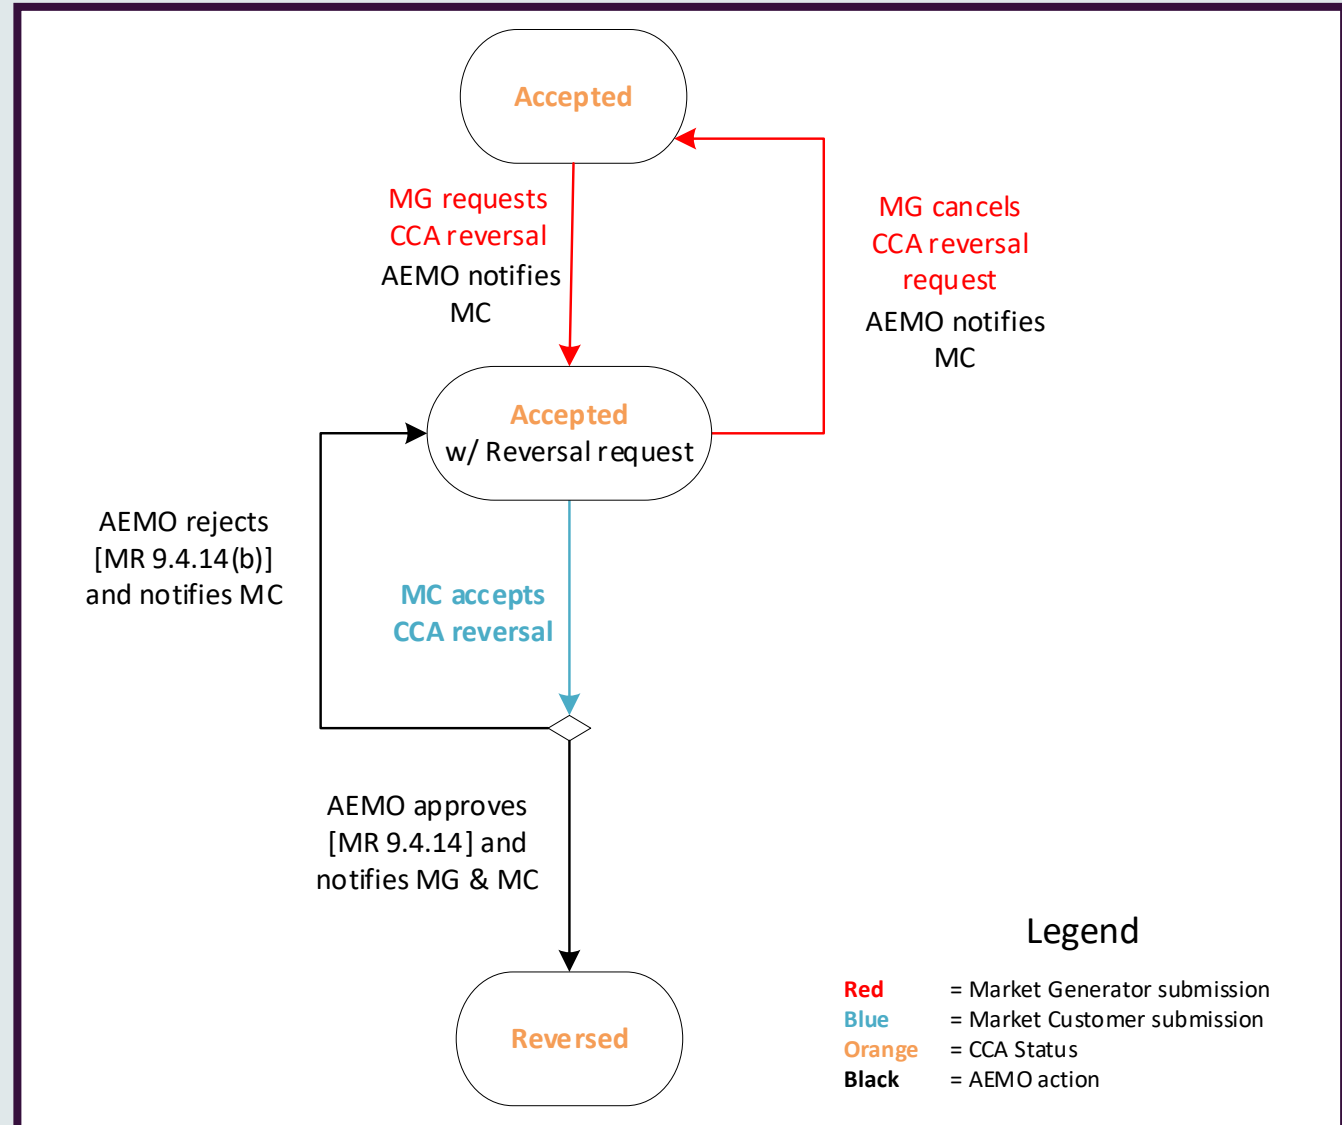 Accepted
MG requests
CCA reversal
AEMO notifies
MC
MG cancels
CCA reversal
request
AEMO notifies
MC
Accepted
w/ Reversal request
AEMO rejects
[MR 9.4.14(b)]
and notifies MC
MC accepts
CCA reversal
AEMO approves
[MR 9.4.14] and
notifies MG & MC
Reversed
Legend
Red = Market Generator submission
Blue = Market Customer submission
Orange = CCA Status
Black = AEMO action